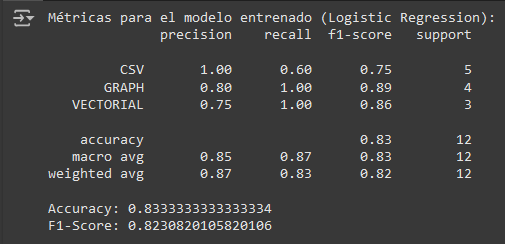 Métricas para el modelo entrenado (Logistic Regression):
precision recall f1-score support
CSV 1.00 0.60 0.75 5
GRAPH 0.80 1.00 0.89 4
VECTORIAL 0.75 1.00 0.86 3
accuracy 0.83 12
macro avg 0.85 0.87 0.83 12
weighted avg 0.87 0.83 0.82 12
Accuracy: 0.8333333333333334
F1-Score: 0.8230820105820106